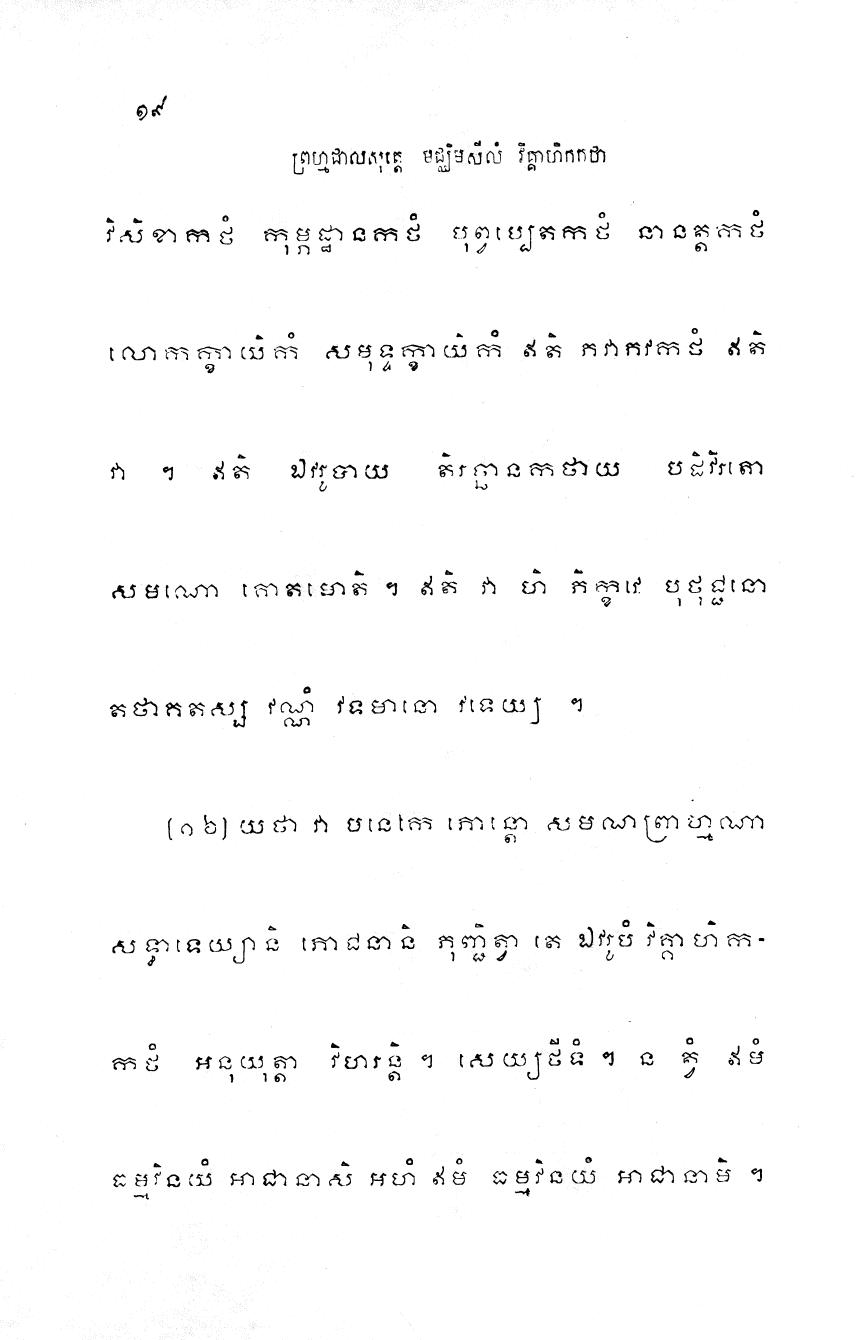 ១៩
ព្រហ្មជាលសុត្តេ មជ្ឈិមសីលំ វិគ្គាហិកកថា
វិសិខាកថំ កុម្ភដ្ឋានកថំ បុព្វប្បេតកថំ នានត្តកថំ
លោកក្ខាយិកំ សមុទ្ទក្ខាយិកំ ឥតិ ភវាភវកថំ ឥតិ
វា ។ ឥតិ ឯវរូបាយ តិរច្ឆានកថាយ បដិវិរតោ
សមណោ គោតមោតិ ។ ឥតិ វា ហិ ភិក្ខវេ បុថុជ្ជនោ
តថាគតស្ស វណ្ណំ វទមានោ វទេយ្យ ។
(១៦) យថា វា បនេកេ ភោន្តោ សមណព្រាហ្មណា
សទ្ធាទេយ្យានិ ភោជនានិ ភុញ្ជិត្វា តេ ឯវរូបំ វិគ្គាហិក-
កថំ អនុយុត្តា វិហរន្តិ ។ សេយ្យថីទំ ។ ន ត្វំ ឥមំ
ធម្មវិនយំ អាជានាសិ អហំ ឥមំ ធម្មវិនយំ អាជានាមិ ។